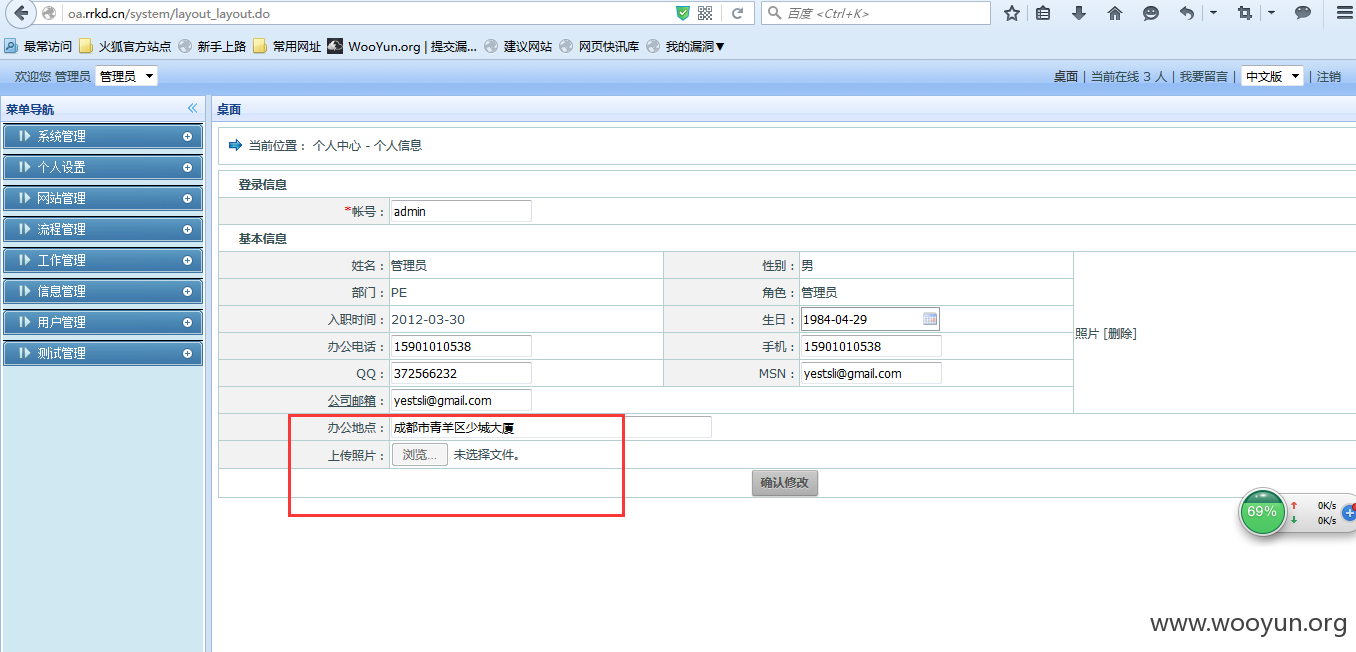 oa.rrkd.cn/system/layout_layout.do 百度 <Ctrl+K>
最常访问 火狐官方站点 新手上路 常用网址 WooYun.org | 提交漏... 建议网站 网页快讯库 我的漏洞▼
欢迎您 管理员 管理员 桌面 | 当前在线 3 人 | 我要留言 | 中文版 | 注销
菜单导航 桌面
系统管理
个人设置
网站管理
流程管理
工作管理
信息管理
用户管理
测试管理
当前位置： 个人中心 - 个人信息
登录信息
*帐号： admin
基本信息
姓名： 管理员 性别： 男
部门： PE 角色： 管理员
入职时间： 2012-03-30 生日： 1984-04-29
照片 [删除]
办公电话： 15901010538 手机： 15901010538
QQ： 372566232 MSN： yestsli@gmail.com
公司邮箱： yestsli@gmail.com
办公地点： 成都市青羊区少城大厦
上传照片： 浏览... 未选择文件。
确认修改
69% 0K/s
0K/s
www.wooyun.org